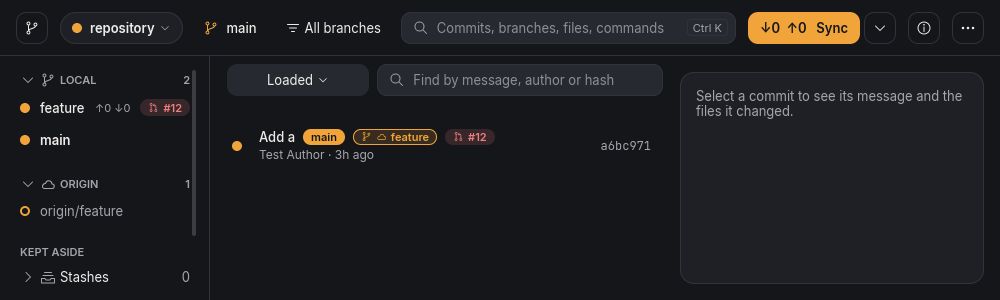 repository
main
All branches
Commits, branches, files, commands
Ctrl K
↓0 ↑0 Sync
LOCAL 2
feature ↑0 ↓0 #12
main
ORIGIN 1
origin/feature
KEPT ASIDE
Stashes 0
Loaded
Find by message, author or hash
Add a main feature #12
Test Author · 3h ago
a6bc971
Select a commit to see its message and the
files it changed.